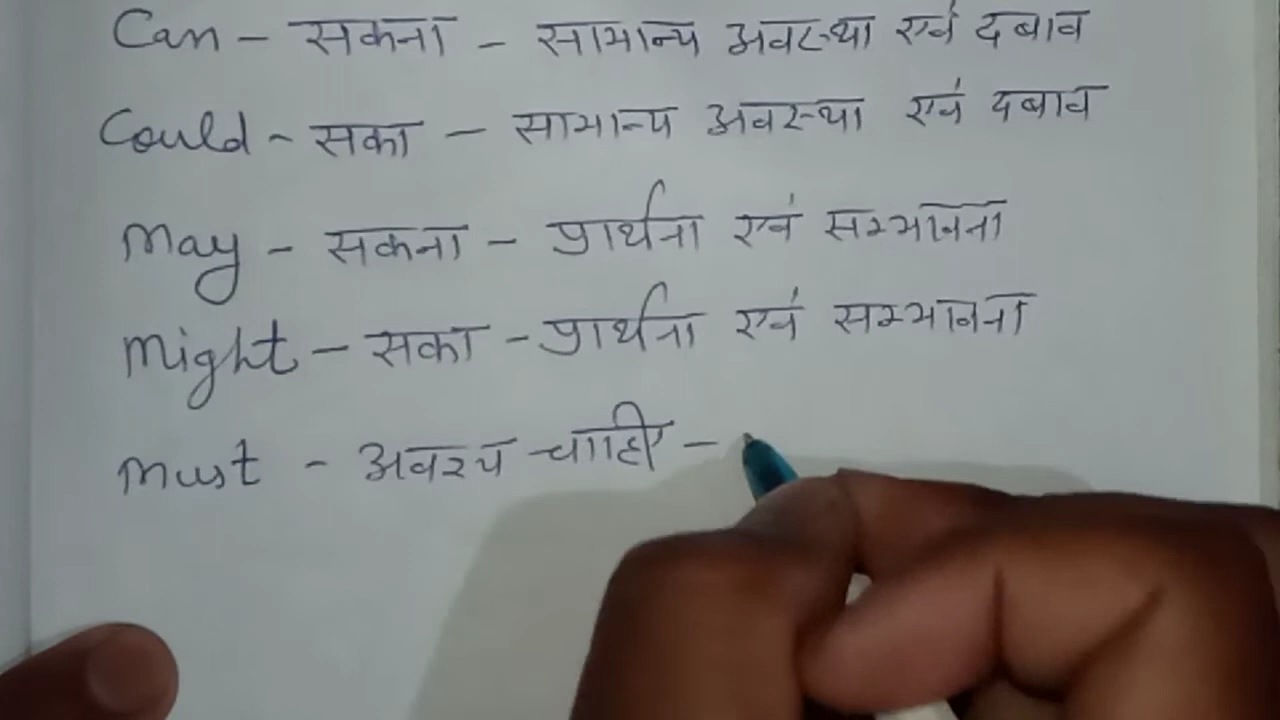 Can - सकना - सामान्य अवस्था एवं दबाव
Could - सका - सामान्य अवस्था एवं दबाव
May - सकना - प्रार्थना एवं सम्भावना
Might - सका - प्रार्थना एवं सम्भावना
Must - अवश्य चाहिए -